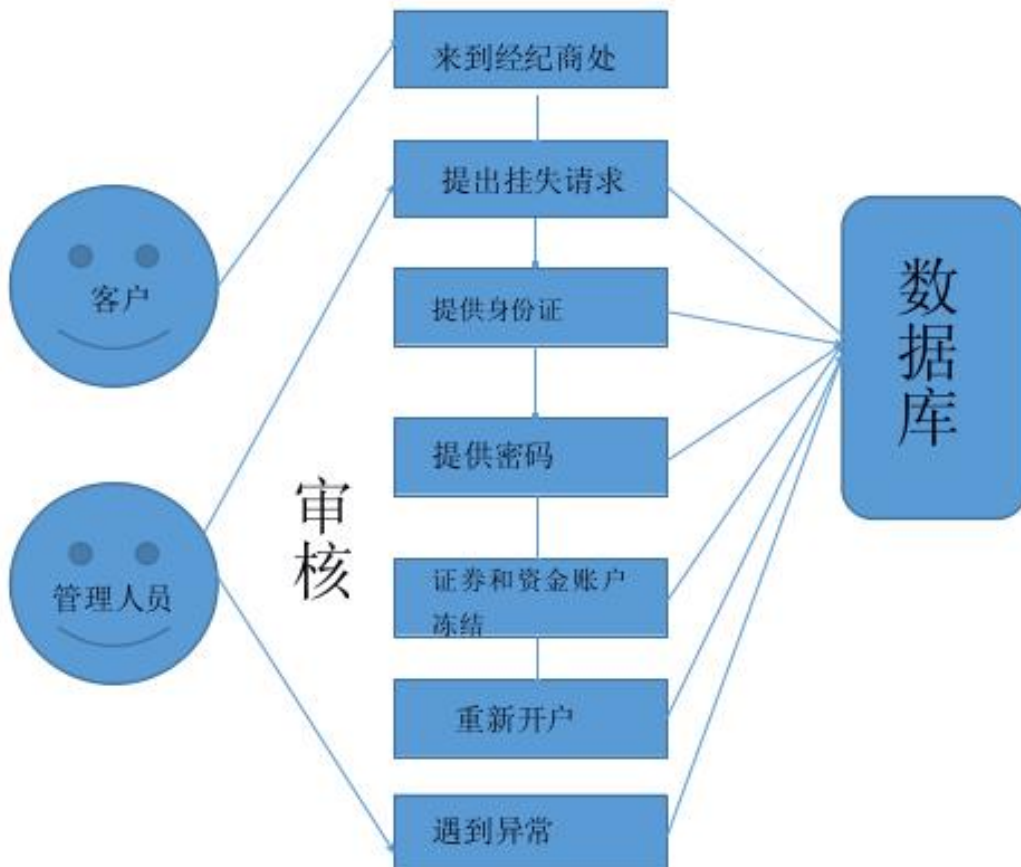 来到经纪商处
提出挂失请求
客户
提供身份证
数据库
提供密码
审核
管理人员
证券和资金账户
冻结
重新开户
遇到异常